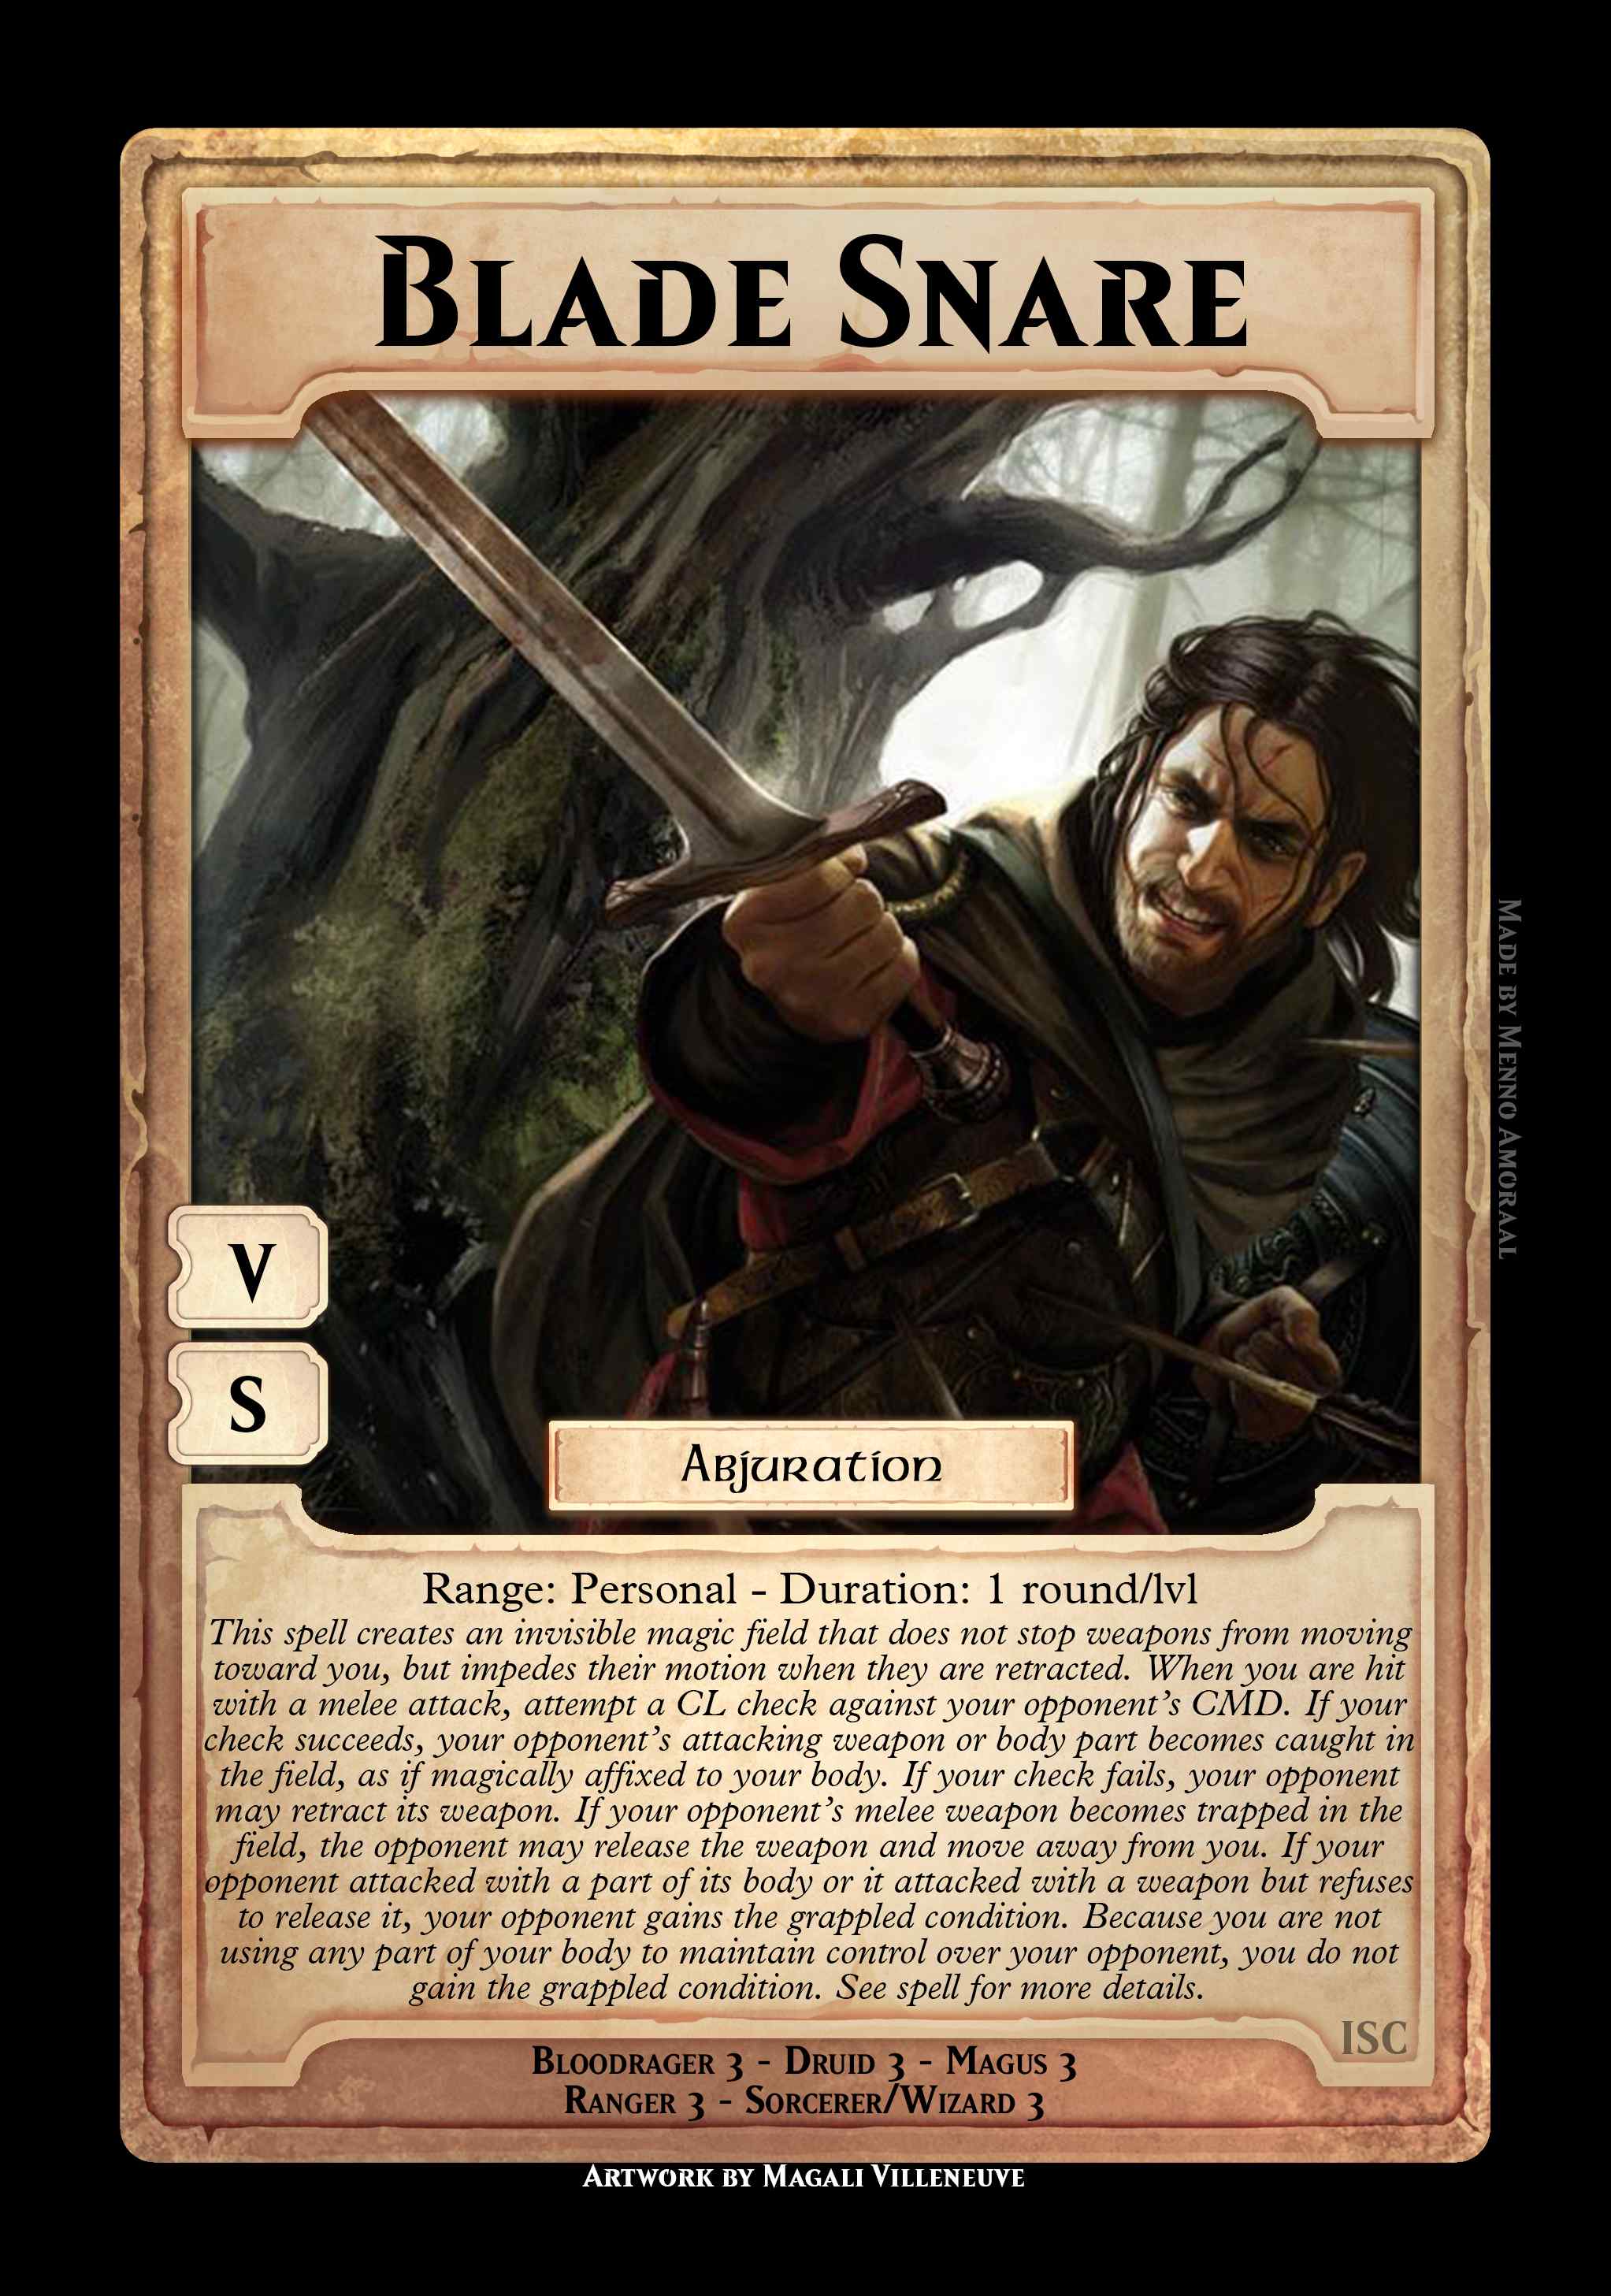 Blade Snare
V
S
Abjuration
Range: Personal - Duration: 1 round/lvl
This spell creates an invisible magic field that does not stop weapons from moving
toward you, but impedes their motion when they are retracted. When you are hit
with a melee attack, attempt a CL check against your opponent's CMD. If your
check succeeds, your opponent's attacking weapon or body part becomes caught in
the field, as if magically affixed to your body. If your check fails, your opponent
may retract its weapon. If your opponent's melee weapon becomes trapped in the
field, the opponent may release the weapon and move away from you. If your
opponent attacked with a part of its body or it attacked with a weapon but refuses
to release it, your opponent gains the grappled condition. Because you are not
using any part of your body to maintain control over your opponent, you do not
gain the grappled condition. See spell for more details.
ISC
Bloodrager 3 - Druid 3 - Magus 3
Ranger 3 - Sorcerer/Wizard 3
Artwork by Magali Villeneuve
Made by Menno Amoraal